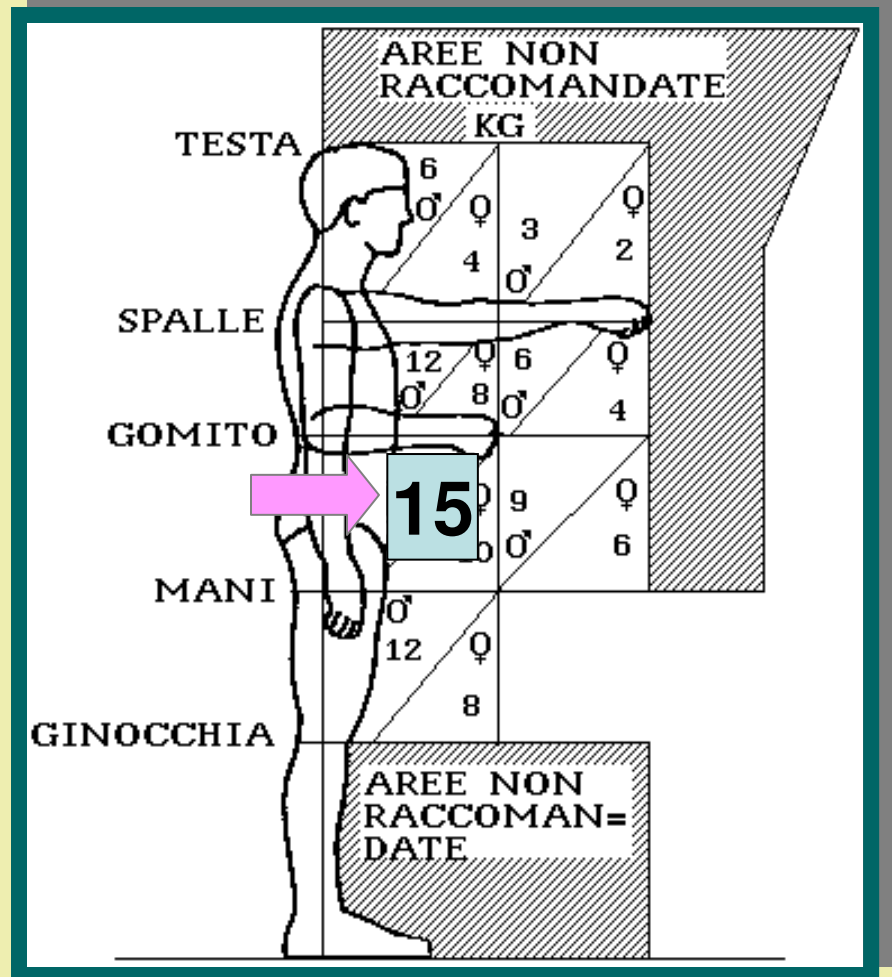 AREE NON
RACCOMANDATE
KG
TESTA
6
♂ ♀
4
3
♂
♀
2
SPALLE
12
♂
♀
8
6
♂
♀
4
GOMITO
15
♀
9
♂
♀
6
MANI
♂
12
♀
8
GINOCCHIA
AREE NON
RACCOMAN=
DATE